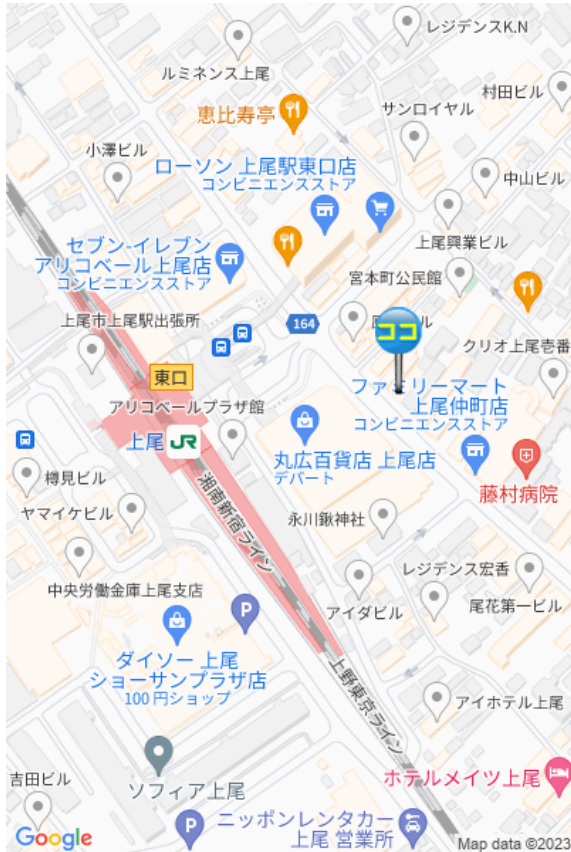 レジデンスK.N
ルミネンス上尾
村田ビル
恵比寿亭
サンロイヤル
小澤ビル
ローソン 上尾駅東口店
コンビニエンスストア
中山ビル
セブン-イレブン
アリコベール上尾店
コンビニエンスストア
上尾興業ビル
宮本町公民館
上尾市上尾駅出張所
164
ココ
クリオ上尾壱番
東口
ファミリーマート
上尾仲町店
コンビニエンスストア
アリコベールプラザ館
上尾 JR
丸広百貨店 上尾店
デパート
藤村病院
樽見ビル
湘南新宿ライン
ヤマイケビル
氷川鍬神社
中央労働金庫上尾支店
レジデンス宏香
アイダビル
尾花第一ビル
P
ダイソー 上尾
ショーサンプラザ店
100 円ショップ
上野東京ライン
アイホテル上尾
吉田ビル
ソフィア上尾
ホテルメイツ上尾
P
ニッポンレンタカー
上尾 営業所
Google
Map data ©2023